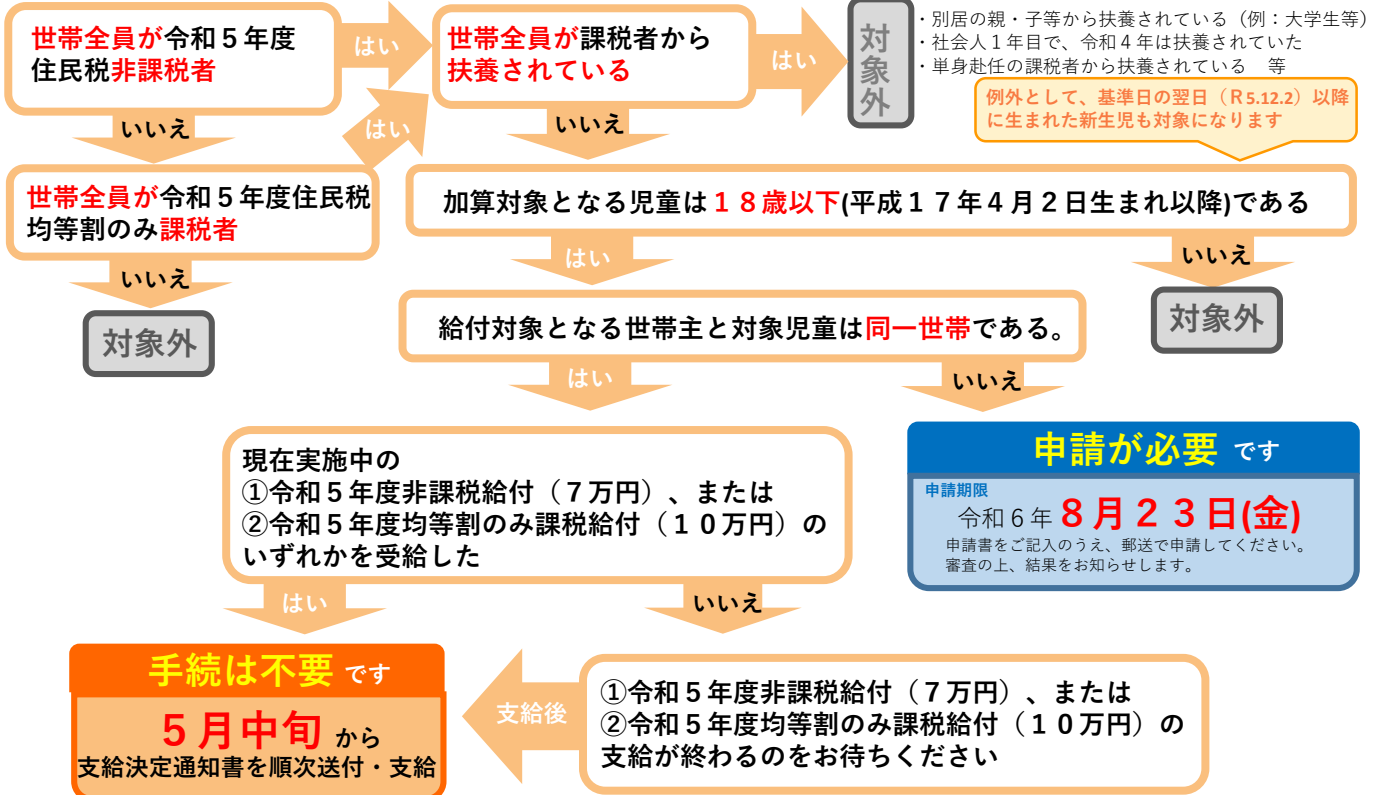 世帯全員が令和５年度
住民税非課税者
はい
世帯全員が課税者から
扶養されている
はい
対象外
・別居の親・子等から扶養されている（例：大学生等）
・社会人１年目で、令和４年は扶養されていた
・単身赴任の課税者から扶養されている　等
例外として、基準日の翌日（Ｒ5.12.2）以降
に生まれた新生児も対象になります
いいえ
はい
いいえ
世帯全員が令和５年度住民税
均等割のみ課税者
加算対象となる児童は１８歳以下(平成１７年４月２日生まれ以降)である
いいえ
はい
いいえ
対象外
給付対象となる世帯主と対象児童は同一世帯である。
対象外
はい
いいえ
現在実施中の
①令和５年度非課税給付（７万円）、または
②令和５年度均等割のみ課税給付（１０万円）の
いずれかを受給した
申請が必要 です
申請期限
令和６年 ８月２３日(金)
申請書をご記入のうえ、郵送で申請してください。
審査の上、結果をお知らせします。
はい
いいえ
手続は不要 です
５月中旬 から
支給決定通知書を順次送付・支給
支給後
①令和５年度非課税給付（７万円）、または
②令和５年度均等割のみ課税給付（１０万円）の
支給が終わるのをお待ちください